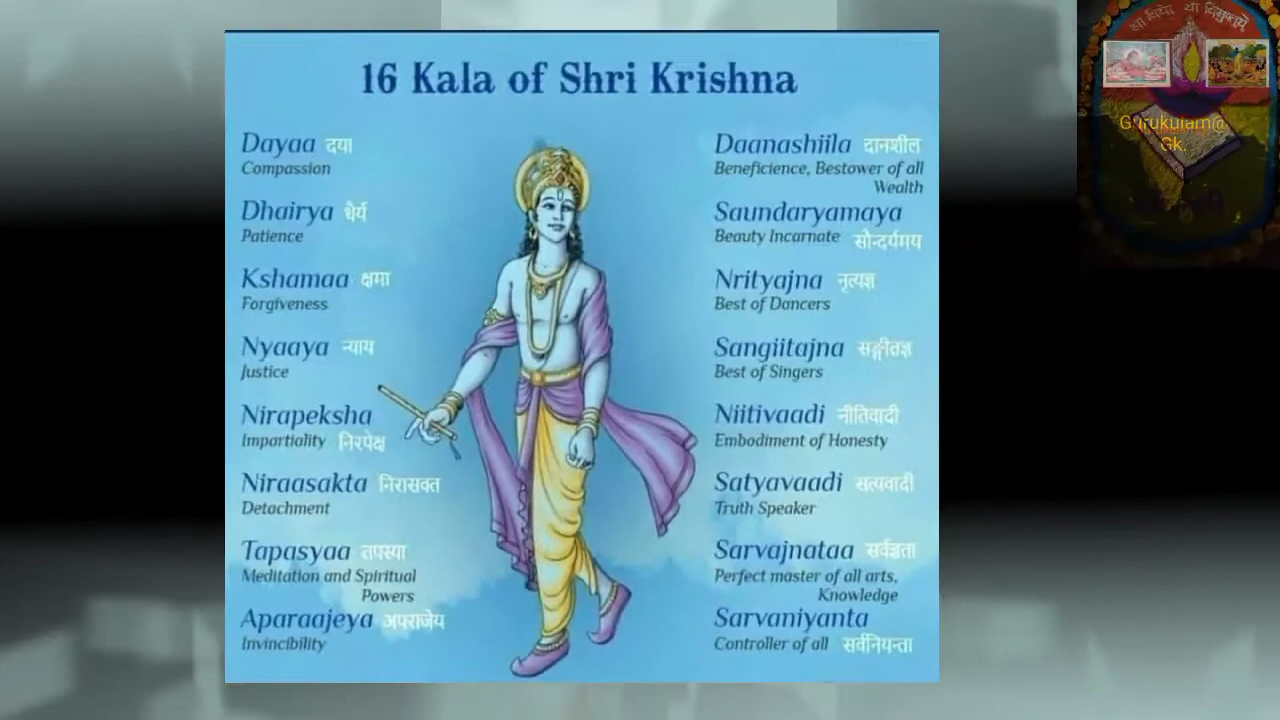 16 Kala of Shri Krishna
Dayaa दया
Compassion
Dhairya धैर्य
Patience
Kshamaa क्षमा
Forgiveness
Nyaaya न्याय
Justice
Nirapeksha
Impartiality निरपेक्ष
Niraasakta निरासक्त
Detachment
Tapasyaa तपस्या
Meditation and Spiritual
Powers
Aparaajeya अपराजेय
Invincibility
Daanashiila दानशील
Beneficience, Bestower of all
Wealth
Saundaryamaya
Beauty Incarnate सौन्दर्यमय
Nrityajna नृत्यज्ञ
Best of Dancers
Sangiitajna सङ्गीतज्ञ
Best of Singers
Niitivaadi नीतिवादी
Embodiment of Honesty
Satyavaadi सत्यवादी
Truth Speaker
Sarvajnataa सर्वज्ञता
Perfect master of all arts,
Knowledge
Sarvaniyanta
Controller of all सर्वनियन्ता
Gurukulam@
Gk.